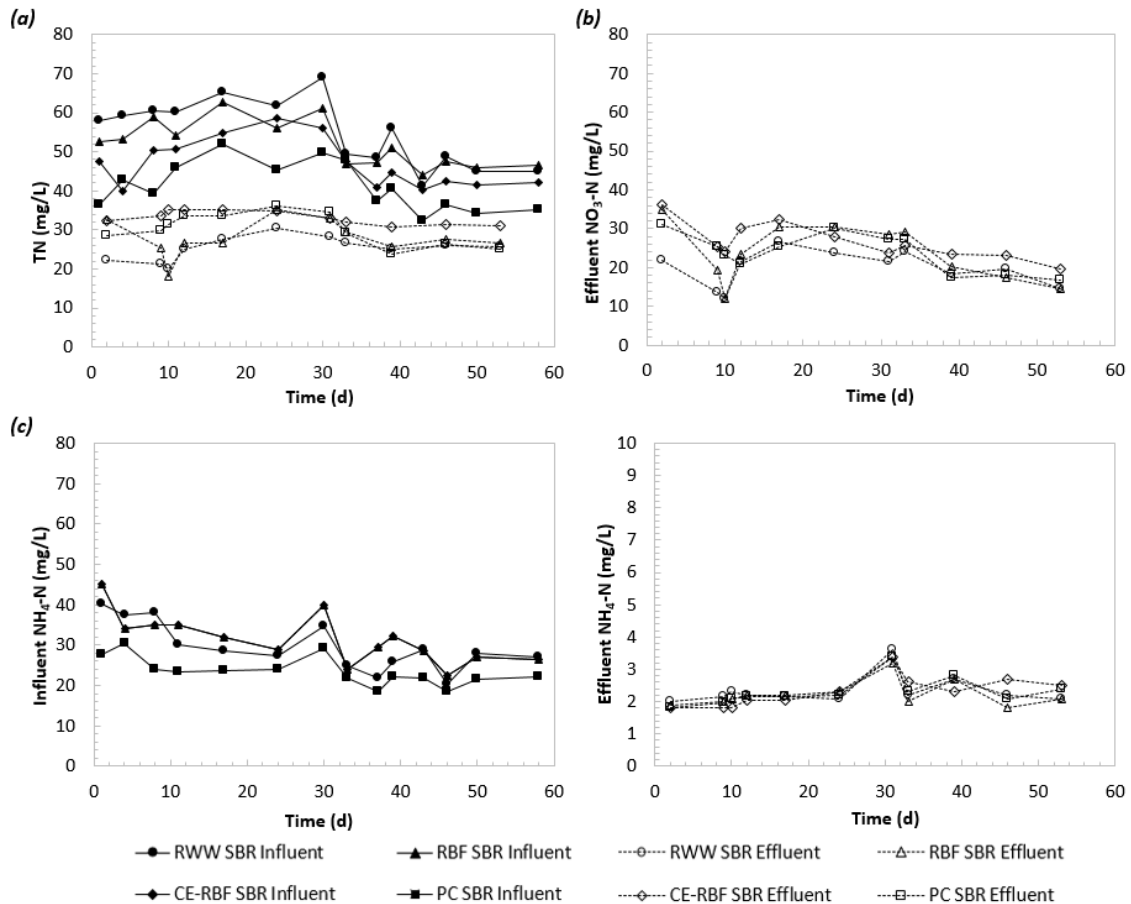 (a)
80
70
60
50
40
30
20
10
0
TN (mg/L)
0 10 20 30 40 50 60
Time (d)
(b)
80
70
60
50
40
30
20
10
0
Effluent NO₃-N (mg/L)
0 10 20 30 40 50 60
Time (d)
(c)
80
70
60
50
40
30
20
10
0
Influent NH₄-N (mg/L)
0 10 20 30 40 50 60
Time (d)
10
9
8
7
6
5
4
3
2
1
0
Effluent NH₄-N (mg/L)
0 10 20 30 40 50 60
Time (d)
RWW SBR Influent RBF SBR Influent RWW SBR Effluent RBF SBR Effluent
CE-RBF SBR Influent PC SBR Influent CE-RBF SBR Effluent PC SBR Effluent